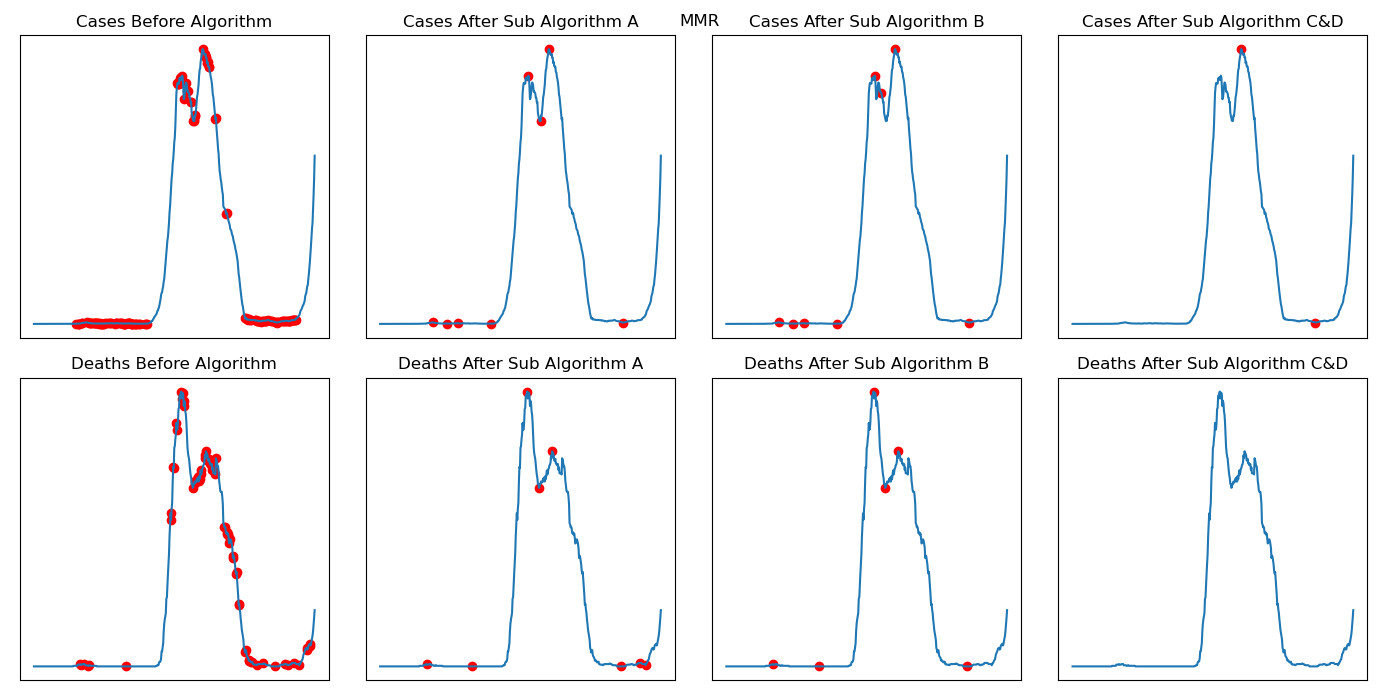 MMR
Cases Before Algorithm
Cases After Sub Algorithm A
Cases After Sub Algorithm B
Cases After Sub Algorithm C&D
Deaths Before Algorithm
Deaths After Sub Algorithm A
Deaths After Sub Algorithm B
Deaths After Sub Algorithm C&D